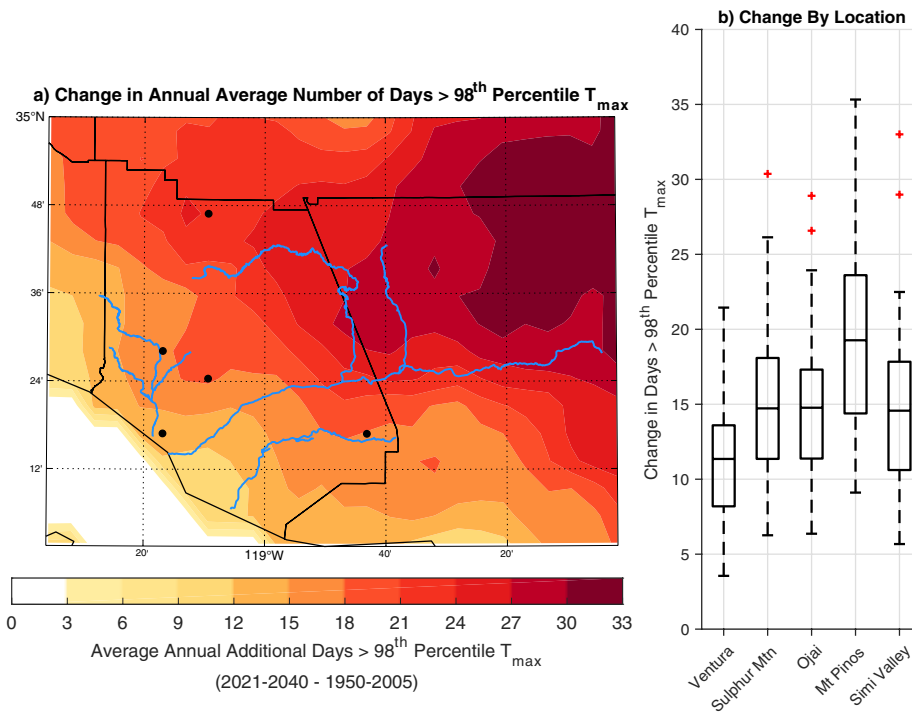 a) Change in Annual Average Number of Days > 98th Percentile Tmax
35°N
48'
36'
24'
12'
20'
119°W
40'
20'
0 3 6 9 12 15 18 21 24 27 30 33
Average Annual Additional Days > 98th Percentile Tmax
(2021-2040 - 1950-2005)
b) Change By Location
Change in Days > 98th Percentile Tmax
40
35
30
25
20
15
10
5
0
Ventura
Sulphur Mtn
Ojai
Mt Pinos
Simi Valley